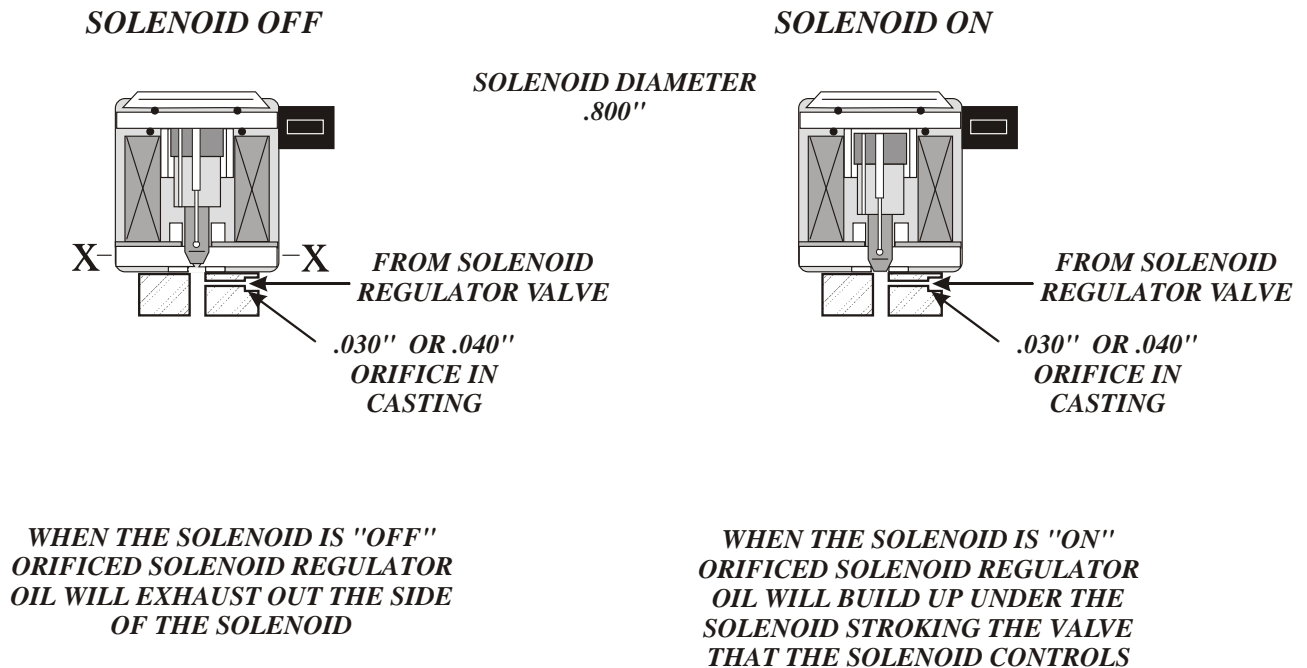 SOLENOID OFF
SOLENOID ON
SOLENOID DIAMETER
.800"
X
X
FROM SOLENOID
REGULATOR VALVE
.030" OR .040"
ORIFICE IN
CASTING
FROM SOLENOID
REGULATOR VALVE
.030" OR .040"
ORIFICE IN
CASTING
WHEN THE SOLENOID IS "OFF"
ORIFICED SOLENOID REGULATOR
OIL WILL EXHAUST OUT THE SIDE
OF THE SOLENOID
WHEN THE SOLENOID IS "ON"
ORIFICED SOLENOID REGULATOR
OIL WILL BUILD UP UNDER THE
SOLENOID STROKING THE VALVE
THAT THE SOLENOID CONTROLS